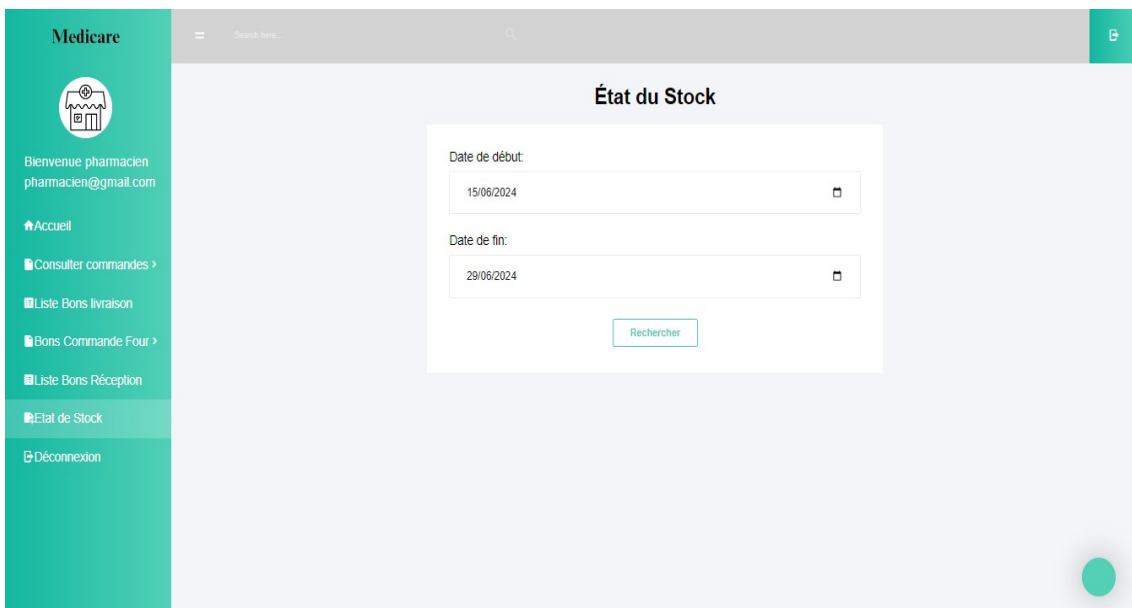 Medicare
Search here..
Bienvenue pharmacien
pharmacien@gmail.com
Accueil
Consulter commandes
Liste Bons livraison
Bons Commande Four
Liste Bons Réception
Etat de Stock
Déconnexion
État du Stock
Date de début:
15/06/2024
Date de fin:
29/06/2024
Rechercher